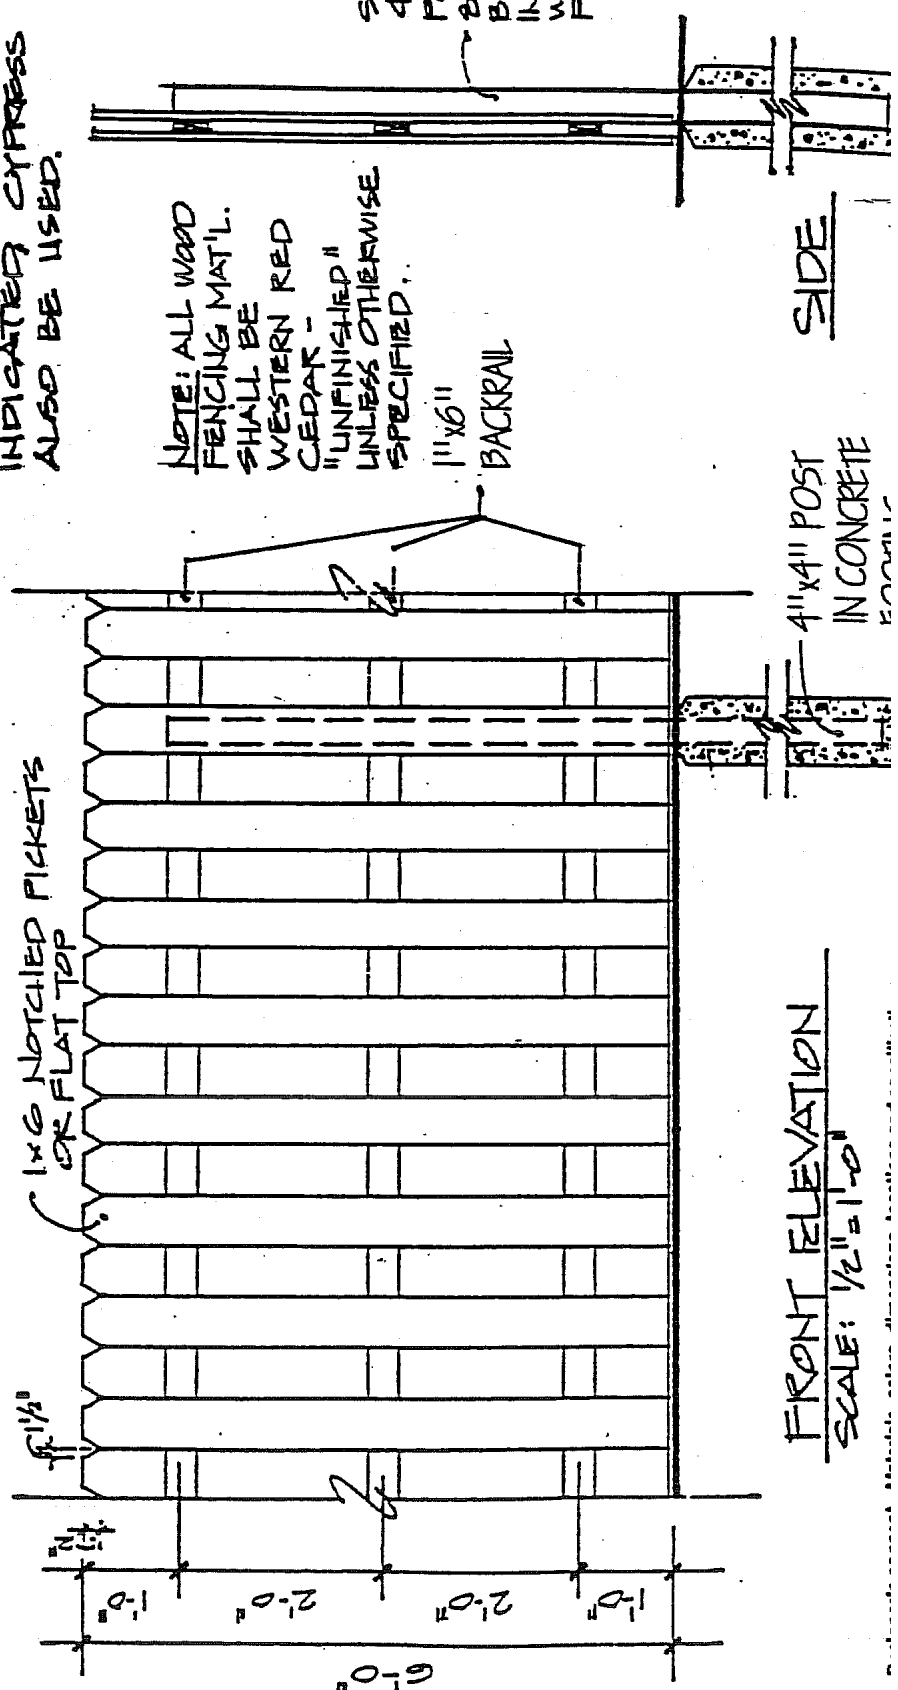 INDICATED, CYPRESS
ALSO BE USED.
NOTE: ALL WOOD
FENCING MAT'L.
SHALL BE
WESTERN RED
CEDAR -
"UNFINISHED"
UNLESS OTHERWISE
SPECIFIED.
1"x6"
BACKRAIL
SIDE
4"x4" POST
IN CONCRETE
1x6 NOTCHED PICKETS
OR FLAT TOP
1½"
2"
1'-0"
2'-0"
2'-0"
1'-0"
6'-0"
FRONT ELEVATION
SCALE: 1/2"=1'-0"